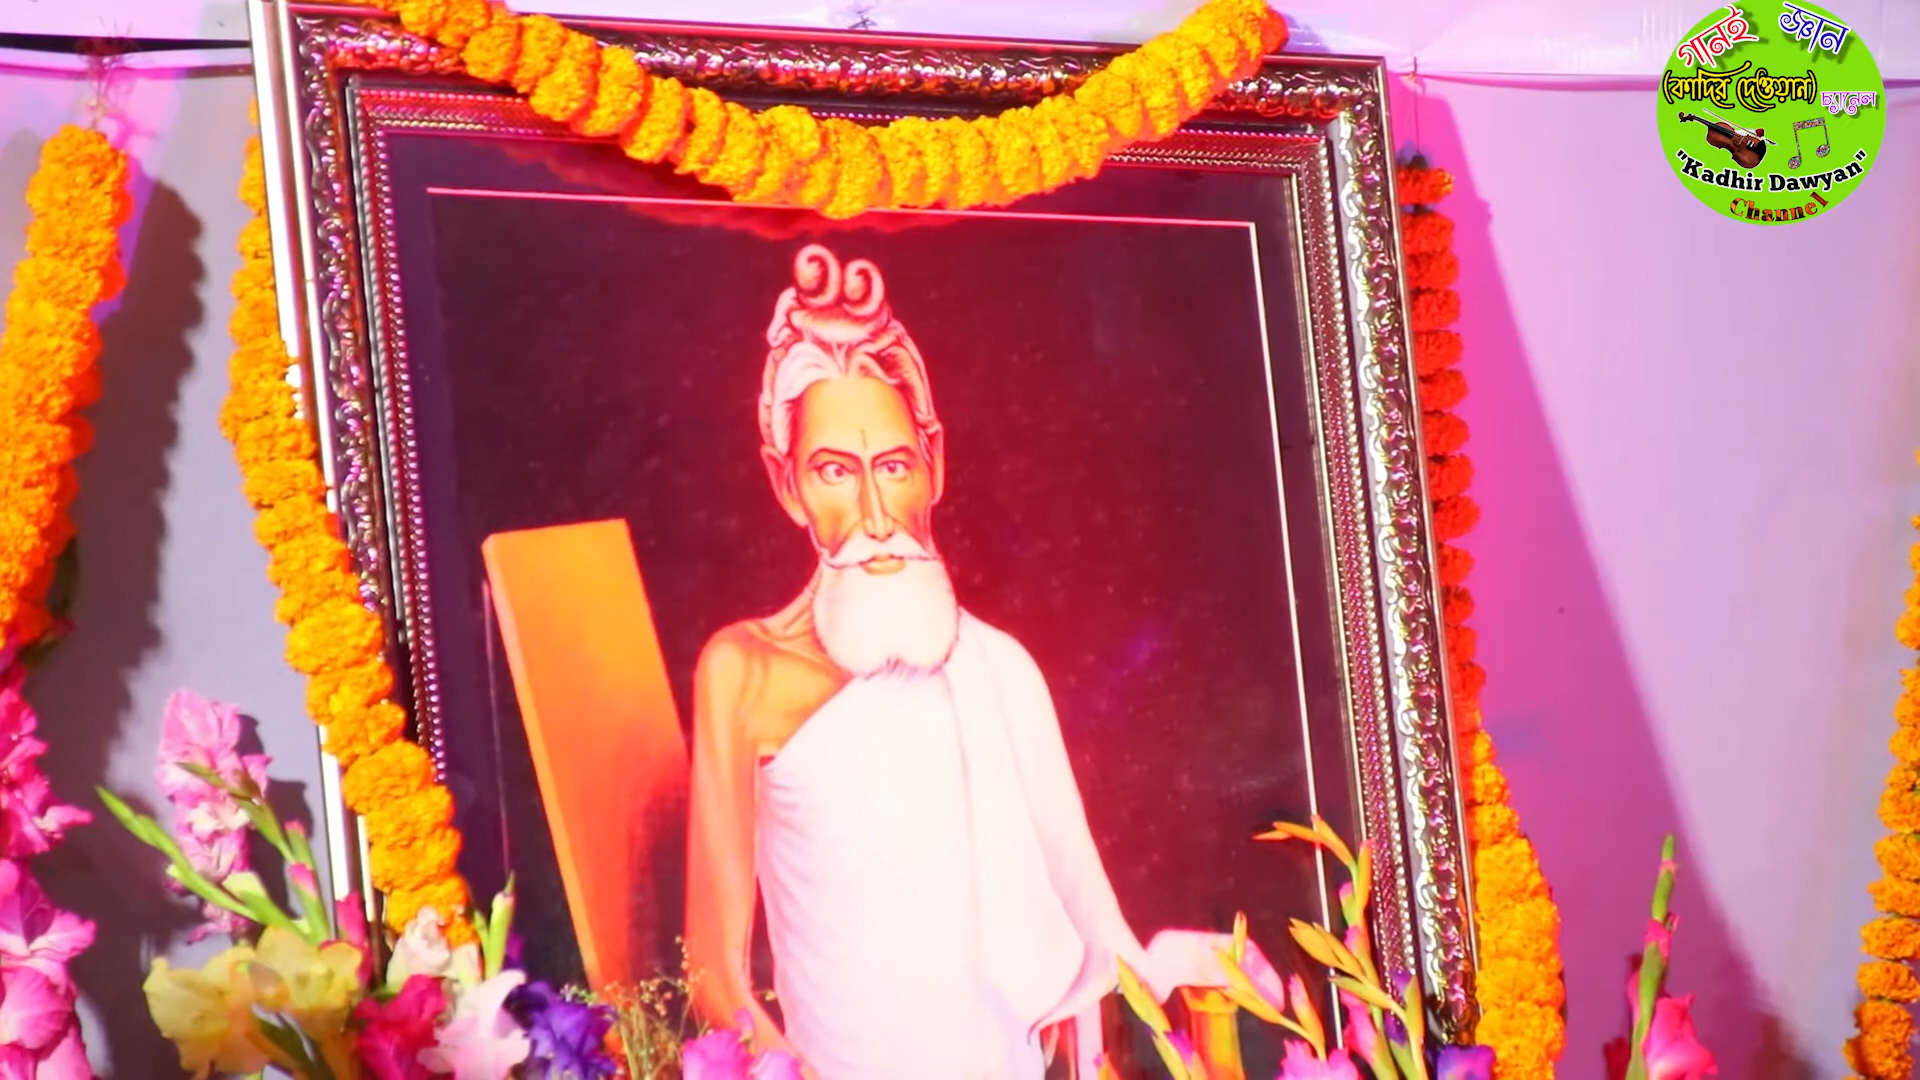 গানই জ্ঞান
(কাদির দেওয়ান) চ্যানেল
"Kadhir Dawyan"
Channel